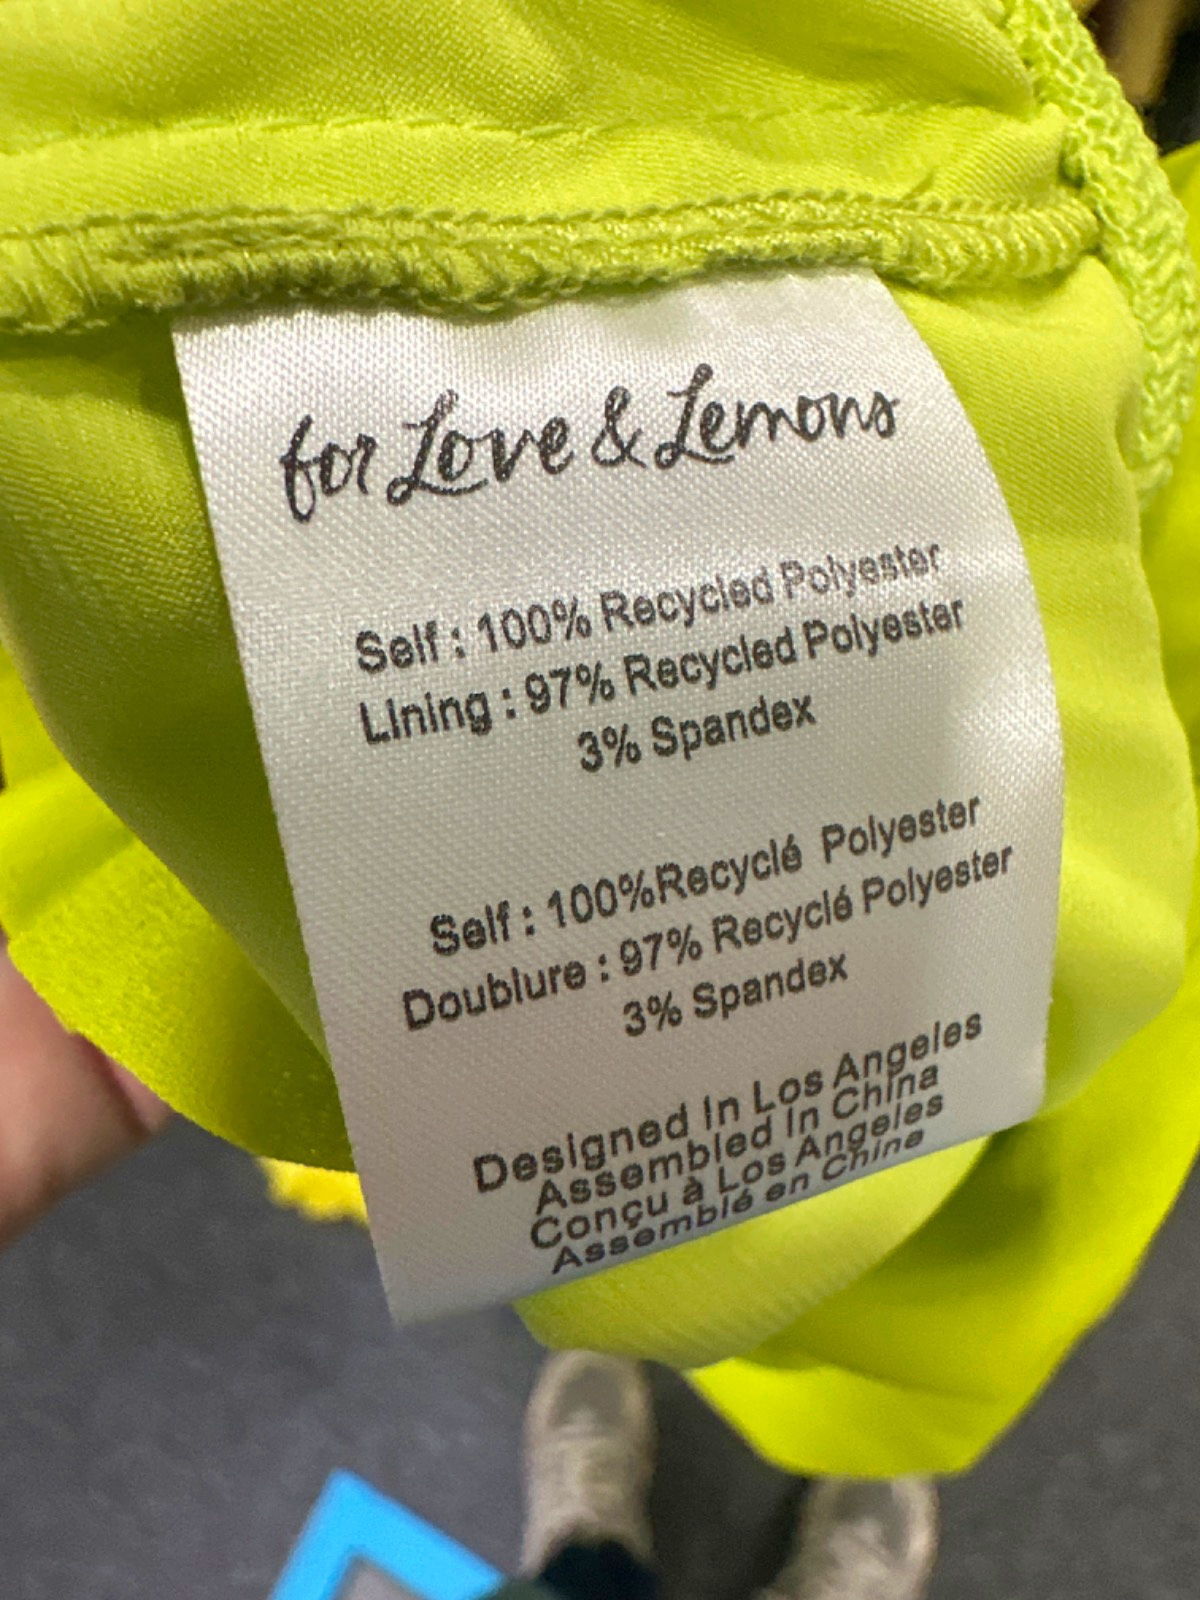 for Love & Lemons
Self : 100% Recycled Polyester
Lining : 97% Recycled Polyester
3% Spandex
Self : 100%Recyclé Polyester
Doublure : 97% Recyclé Polyester
3% Spandex
Designed In Los Angeles
Assembled In China
Conçu à Los Angeles
Assemblé en Chine